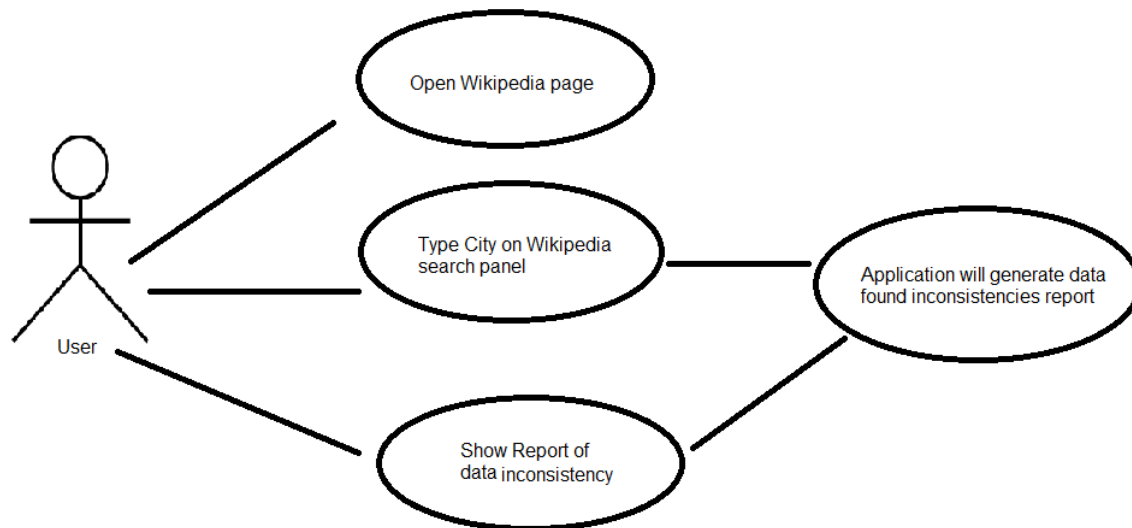 Open Wikipedia page
Type City on Wikipedia
search panel
Application will generate data
found inconsistencies report
User
Show Report of
data inconsistency